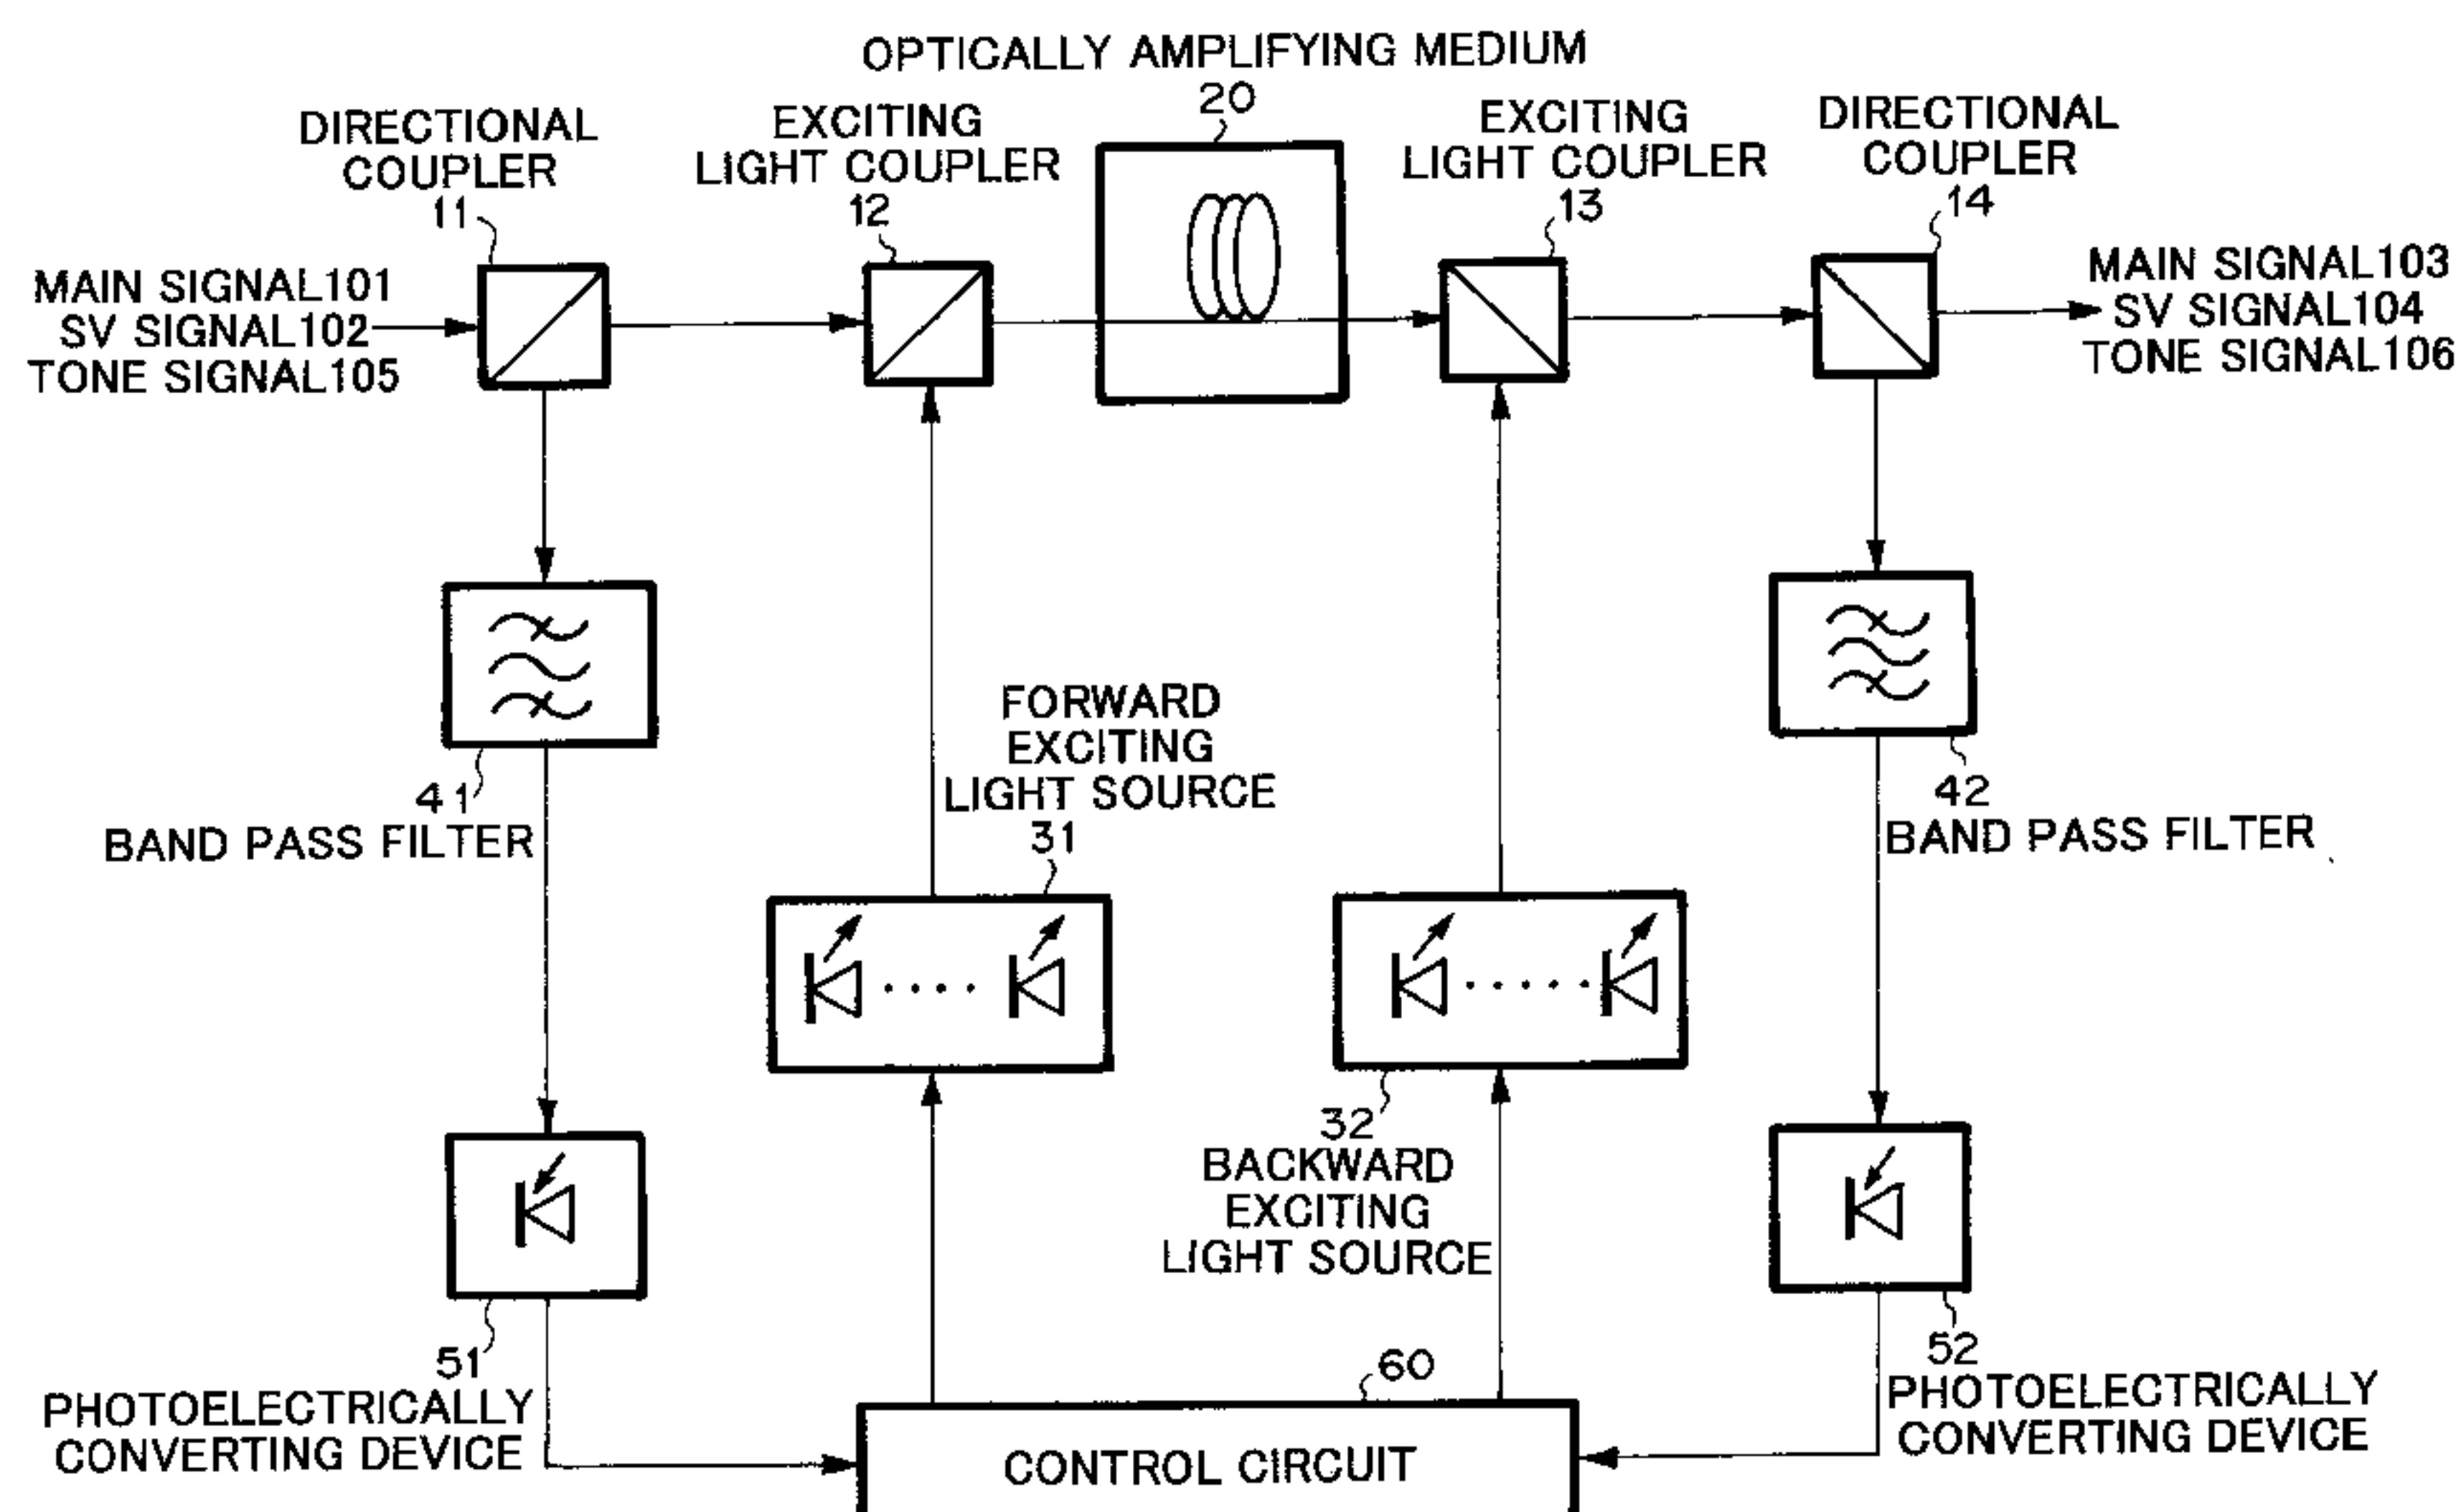 OPTICALLY AMPLIFYING MEDIUM
20
DIRECTIONAL
COUPLER
11
EXCITING
LIGHT COUPLER
12
EXCITING
LIGHT COUPLER
13
DIRECTIONAL
COUPLER
14
MAIN SIGNAL101
SV SIGNAL102
TONE SIGNAL105
MAIN SIGNAL103
SV SIGNAL104
TONE SIGNAL106
41
BAND PASS FILTER
FORWARD
EXCITING
LIGHT SOURCE
31
42
BAND PASS FILTER
32
BACKWARD
EXCITING
LIGHT SOURCE
51
PHOTOELECTRICALLY
CONVERTING DEVICE
60
CONTROL CIRCUIT
52
PHOTOELECTRICALLY
CONVERTING DEVICE